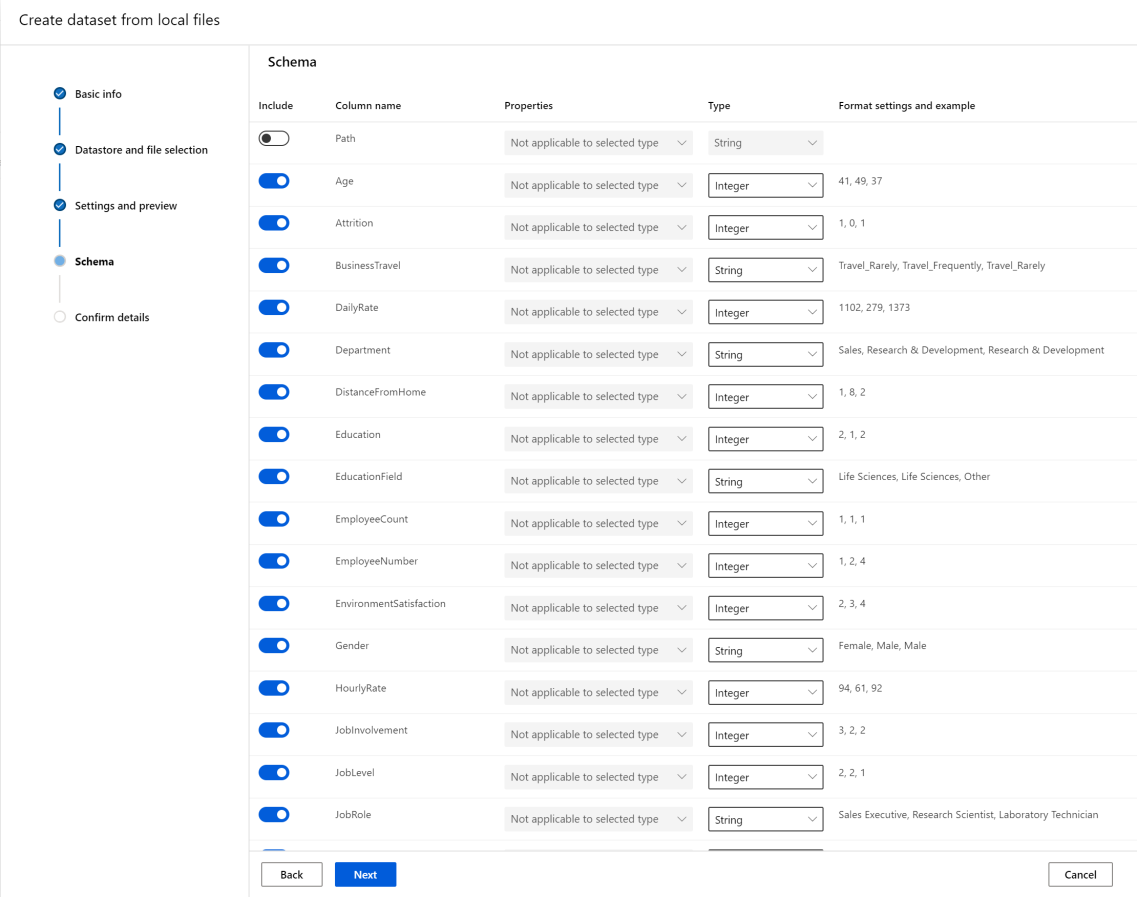 Create dataset from local files
Basic info
Datastore and file selection
Settings and preview
Schema
Confirm details
Schema
Include Column name Properties Type Format settings and example
Path Not applicable to selected type String
Age Not applicable to selected type Integer 41, 49, 37
Attrition Not applicable to selected type Integer 1, 0, 1
BusinessTravel Not applicable to selected type String Travel_Rarely, Travel_Frequently, Travel_Rarely
DailyRate Not applicable to selected type Integer 1102, 279, 1373
Department Not applicable to selected type String Sales, Research & Development, Research & Development
DistanceFromHome Not applicable to selected type Integer 1, 8, 2
Education Not applicable to selected type Integer 2, 1, 2
EducationField Not applicable to selected type String Life Sciences, Life Sciences, Other
EmployeeCount Not applicable to selected type Integer 1, 1, 1
EmployeeNumber Not applicable to selected type Integer 1, 2, 4
EnvironmentSatisfaction Not applicable to selected type Integer 2, 3, 4
Gender Not applicable to selected type String Female, Male, Male
HourlyRate Not applicable to selected type Integer 94, 61, 92
JobInvolvement Not applicable to selected type Integer 3, 2, 2
JobLevel Not applicable to selected type Integer 2, 2, 1
JobRole Not applicable to selected type String Sales Executive, Research Scientist, Laboratory Technician
Back Next Cancel